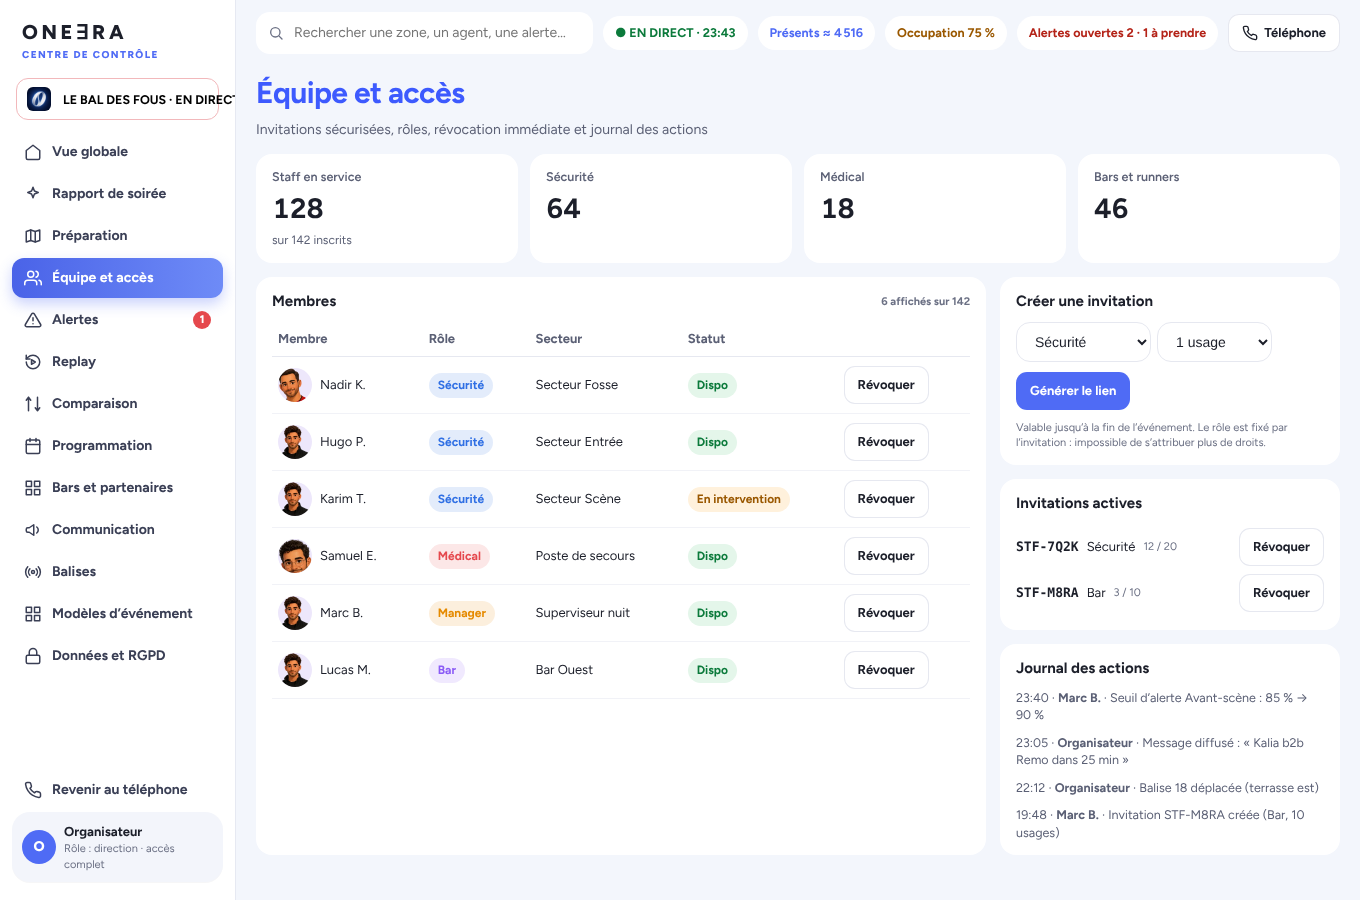 ONEƎRA
CENTRE DE CONTRÔLE
LE BAL DES FOUS · EN DIRECT
Vue globale
Rapport de soirée
Préparation
Équipe et accès
Alertes 1
Replay
Comparaison
Programmation
Bars et partenaires
Communication
Balises
Modèles d’événement
Données et RGPD
Revenir au téléphone
O
Organisateur
Rôle : direction · accès
complet
Rechercher une zone, un agent, une alerte…
EN DIRECT · 23:43
Présents ≈ 4 516
Occupation 75 %
Alertes ouvertes 2 · 1 à prendre
Téléphone
Équipe et accès
Invitations sécurisées, rôles, révocation immédiate et journal des actions
Staff en service
128
sur 142 inscrits
Sécurité
64
Médical
18
Bars et runners
46
Membres 6 affichés sur 142
Membre Rôle Secteur Statut
Nadir K. Sécurité Secteur Fosse Dispo Révoquer
Hugo P. Sécurité Secteur Entrée Dispo Révoquer
Karim T. Sécurité Secteur Scène En intervention Révoquer
Samuel E. Médical Poste de secours Dispo Révoquer
Marc B. Manager Superviseur nuit Dispo Révoquer
Lucas M. Bar Bar Ouest Dispo Révoquer
Créer une invitation
Sécurité 1 usage
Générer le lien
Valable jusqu’à la fin de l’événement. Le rôle est fixé par
l’invitation : impossible de s’attribuer plus de droits.
Invitations actives
STF-7Q2K Sécurité 12 / 20 Révoquer
STF-M8RA Bar 3 / 10 Révoquer
Journal des actions
23:40 · Marc B. · Seuil d’alerte Avant-scène : 85 % →
90 %
23:05 · Organisateur · Message diffusé : « Kalia b2b
Remo dans 25 min »
22:12 · Organisateur · Balise 18 déplacée (terrasse est)
19:48 · Marc B. · Invitation STF-M8RA créée (Bar, 10
usages)